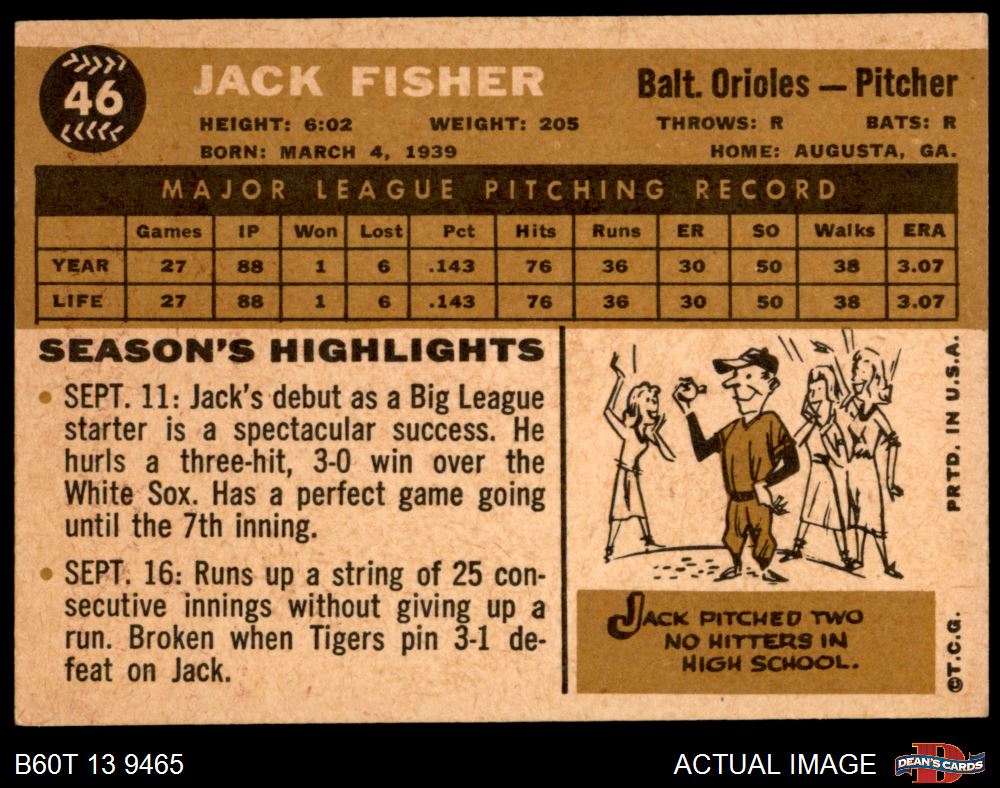 46
JACK FISHER
Balt. Orioles — Pitcher
HEIGHT: 6:02 WEIGHT: 205 THROWS: R BATS: R
BORN: MARCH 4, 1939 HOME: AUGUSTA, GA.
MAJOR LEAGUE PITCHING RECORD
Games IP Won Lost Pct Hits Runs ER SO Walks ERA
YEAR 27 88 1 6 .143 76 36 30 50 38 3.07
LIFE 27 88 1 6 .143 76 36 30 50 38 3.07
SEASON'S HIGHLIGHTS
• SEPT. 11: Jack's debut as a Big League
starter is a spectacular success. He
hurls a three-hit, 3-0 win over the
White Sox. Has a perfect game going
until the 7th inning.
• SEPT. 16: Runs up a string of 25 con-
secutive innings without giving up a
run. Broken when Tigers pin 3-1 de-
feat on Jack.
JACK PITCHED TWO
NO HITTERS IN
HIGH SCHOOL.
©T.C.G. PRTD. IN U.S.A.
B60T 13 9465
ACTUAL IMAGE
DEAN'S CARDS